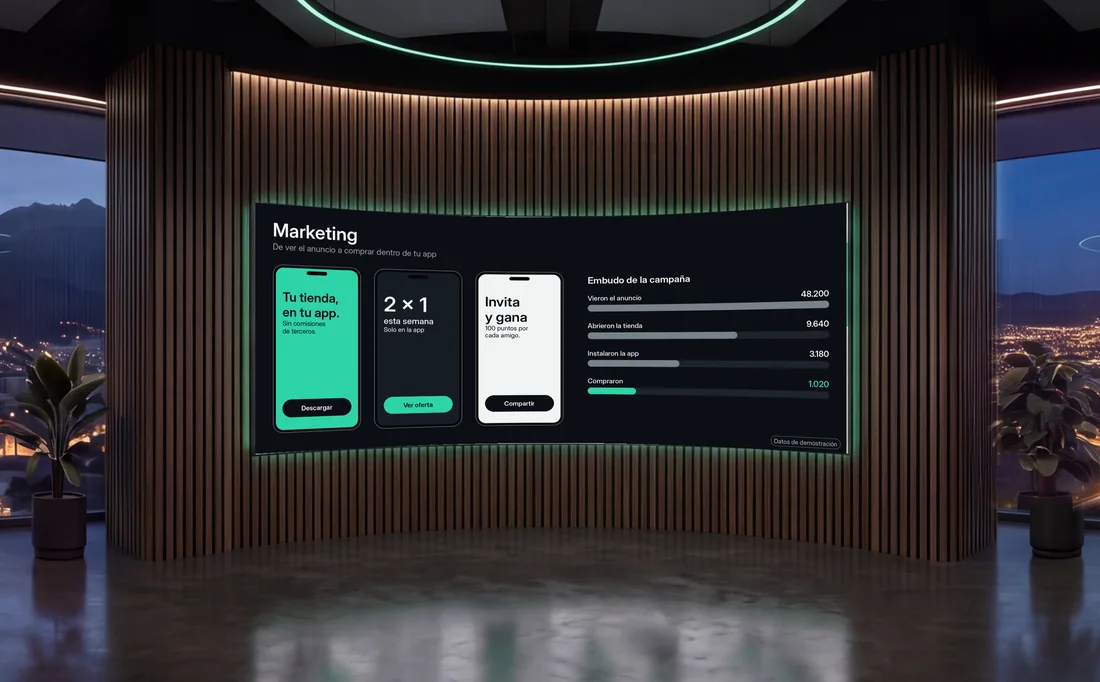 Marketing
De ver el anuncio a comprar dentro de tu app
Tu tienda,
en tu app.
Sin comisiones
de terceros.
Descargar
2 × 1
esta semana
Solo en la app
Ver oferta
Invita
y gana
100 puntos por
cada amigo.
Compartir
Embudo de la campaña
Vieron el anuncio
48.200
Abrieron la tienda
9.640
Instalaron la app
3.180
Compraron
1.020
Datos de demostración